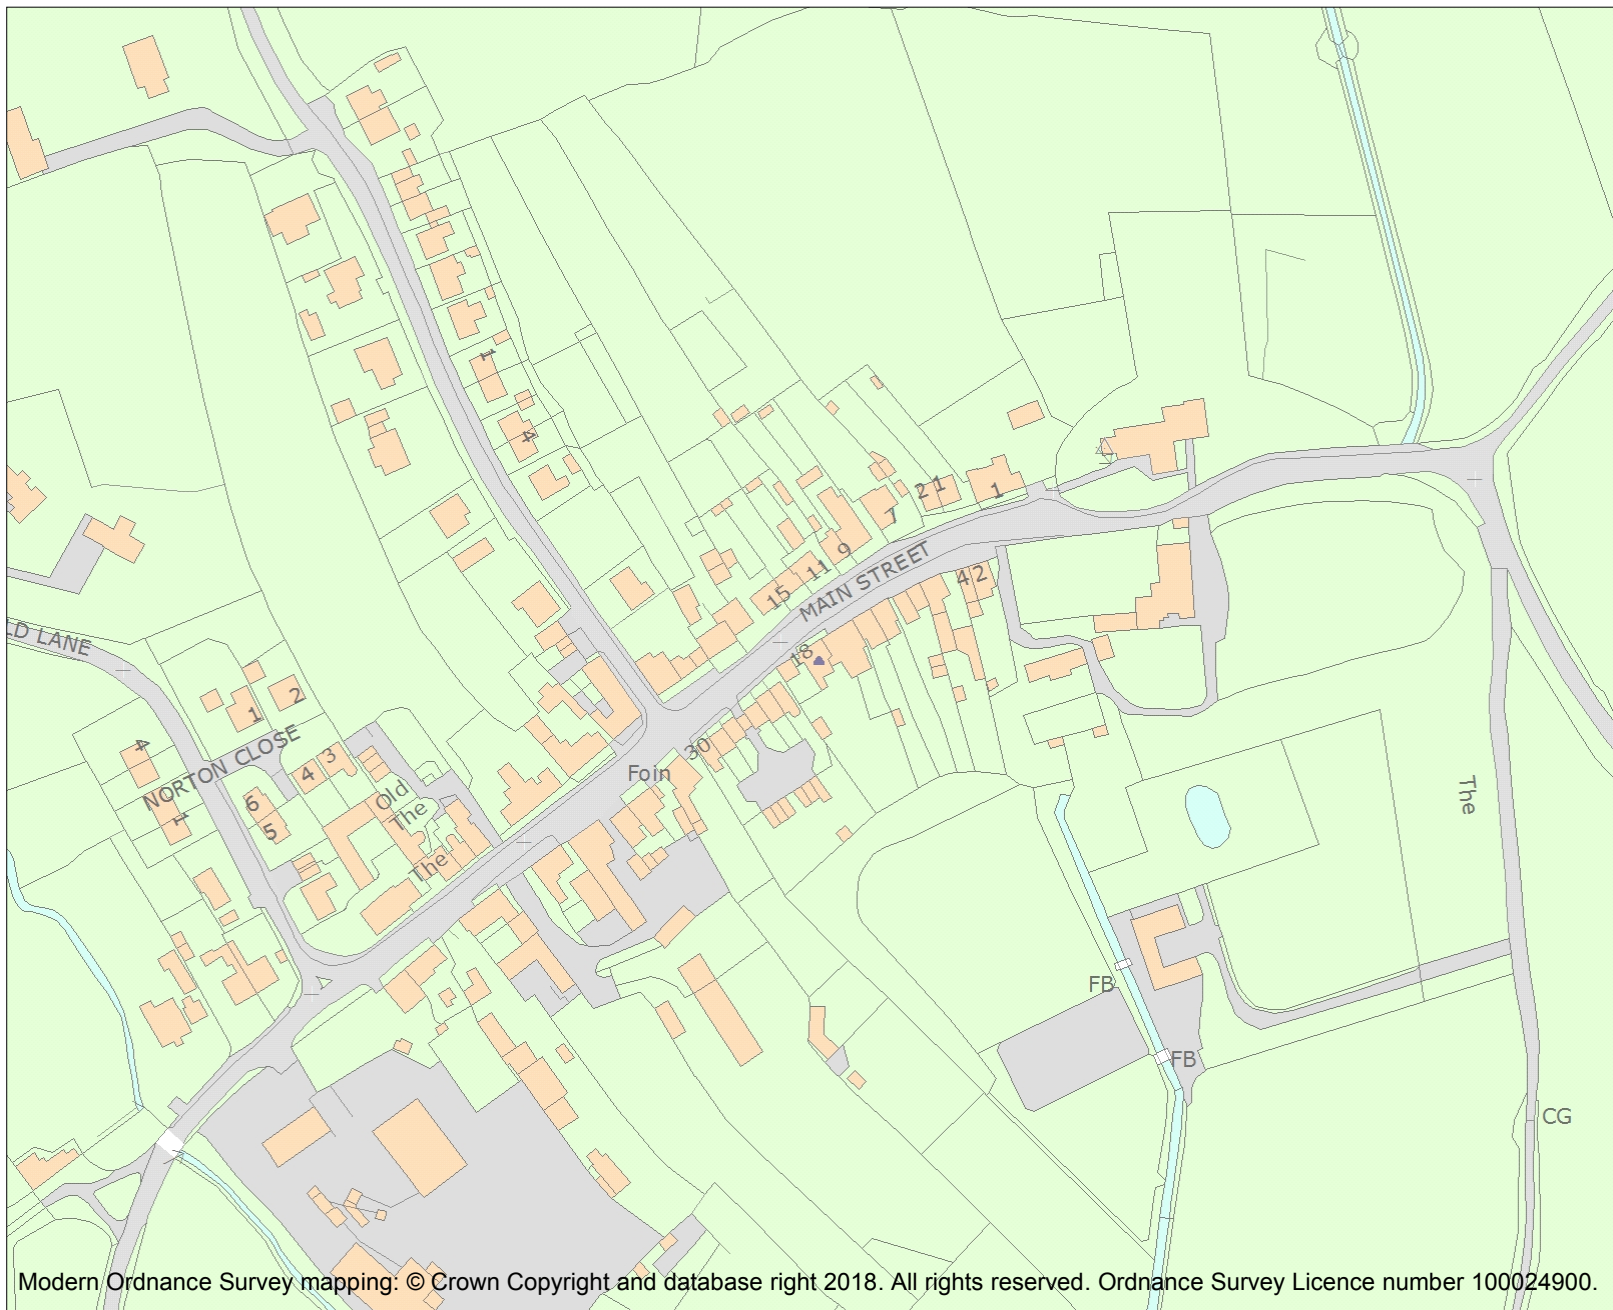 1
4
2 1
1
7
9
11
15
MAIN STREET
4 2
18
LD LANE
2
1
NORTON CLOSE
4
1
3
4
6
5
Old
The
The
30
Foin
The
FB
FB
CG
Modern Ordnance Survey mapping: © Crown Copyright and database right 2018. All rights reserved. Ordnance Survey Licence number 100024900.